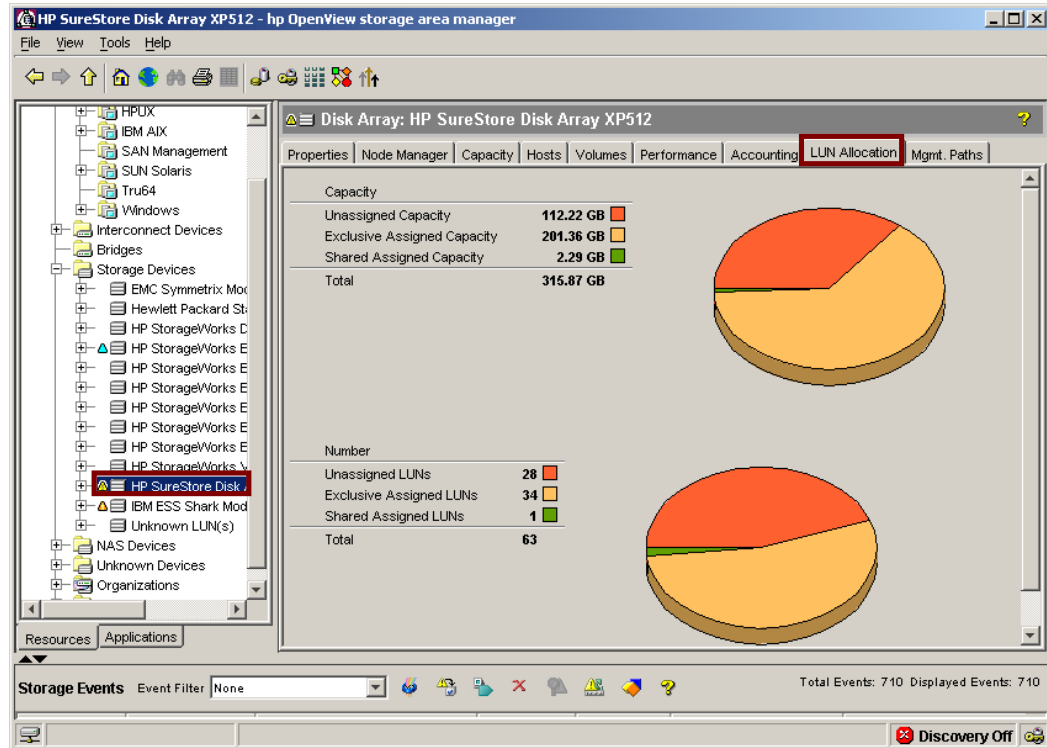 HP SureStore Disk Array XP512 - hp OpenView storage area manager
File View Tools Help
HPUX
IBM AIX
SAN Management
SUN Solaris
Tru64
Windows
Interconnect Devices
Bridges
Storage Devices
EMC Symmetrix Mod
Hewlett Packard St
HP StorageWorks D
HP StorageWorks E
HP StorageWorks E
HP StorageWorks E
HP StorageWorks E
HP StorageWorks E
HP StorageWorks E
HP StorageWorks V
HP SureStore Disk
IBM ESS Shark Mod
Unknown LUN(s)
NAS Devices
Unknown Devices
Organizations
Resources Applications
Disk Array: HP SureStore Disk Array XP512
Properties Node Manager Capacity Hosts Volumes Performance Accounting LUN Allocation Mgmt. Paths
Capacity
Unassigned Capacity 112.22 GB
Exclusive Assigned Capacity 201.36 GB
Shared Assigned Capacity 2.29 GB
Total 315.87 GB
Number
Unassigned LUNs 28
Exclusive Assigned LUNs 34
Shared Assigned LUNs 1
Total 63
Storage Events Event Filter None Total Events: 710 Displayed Events: 710
Discovery Off